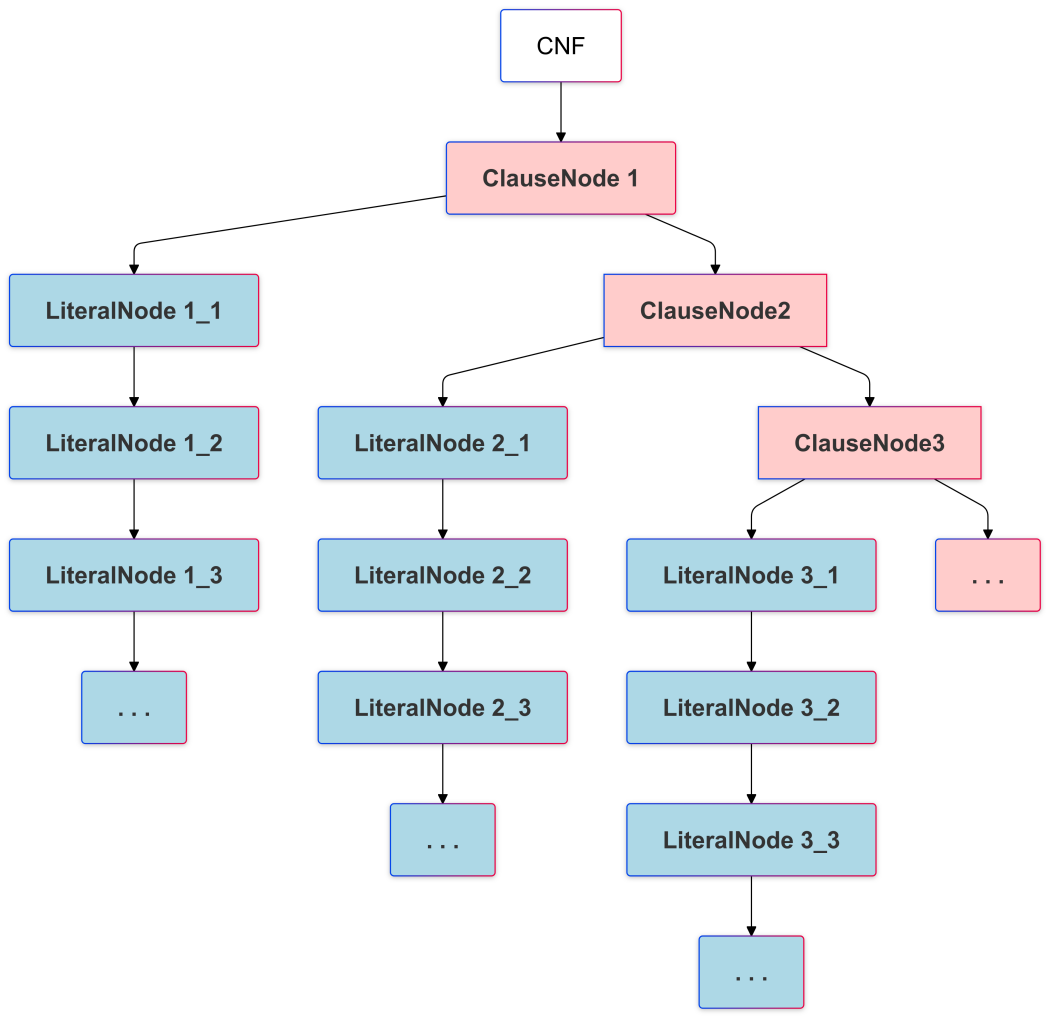 CNF
ClauseNode 1
LiteralNode 1_1
ClauseNode2
LiteralNode 1_2
LiteralNode 2_1
ClauseNode3
LiteralNode 1_3
LiteralNode 2_2
LiteralNode 3_1
. . .
. . .
LiteralNode 2_3
LiteralNode 3_2
. . .
LiteralNode 3_3
. . .